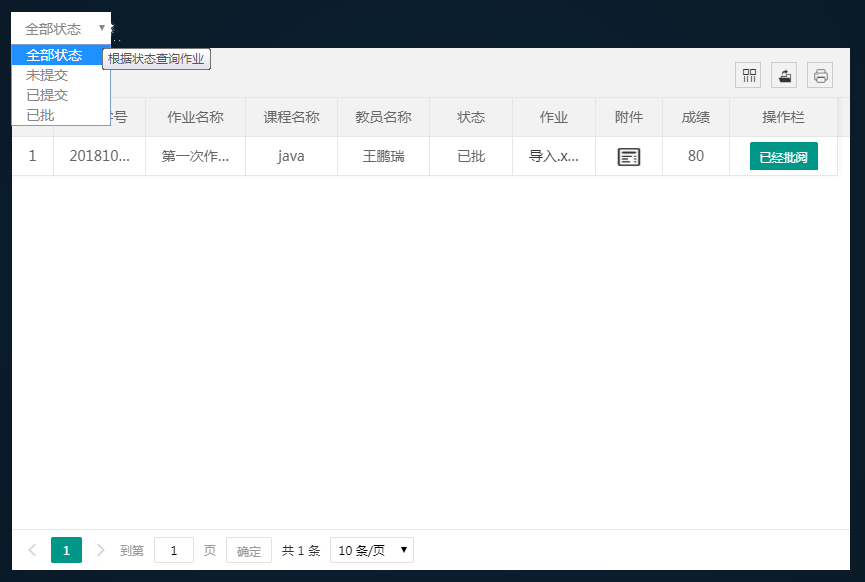 全部状态
全部状态
未提交
已提交
已批
根据状态查询作业
号 作业名称 课程名称 教员名称 状态 作业 附件 成绩 操作栏
1 201810... 第一次作... java 王鹏瑞 已批 导入.x... 80 已经批阅
1 到第 1 页 确定 共 1 条 10 条/页